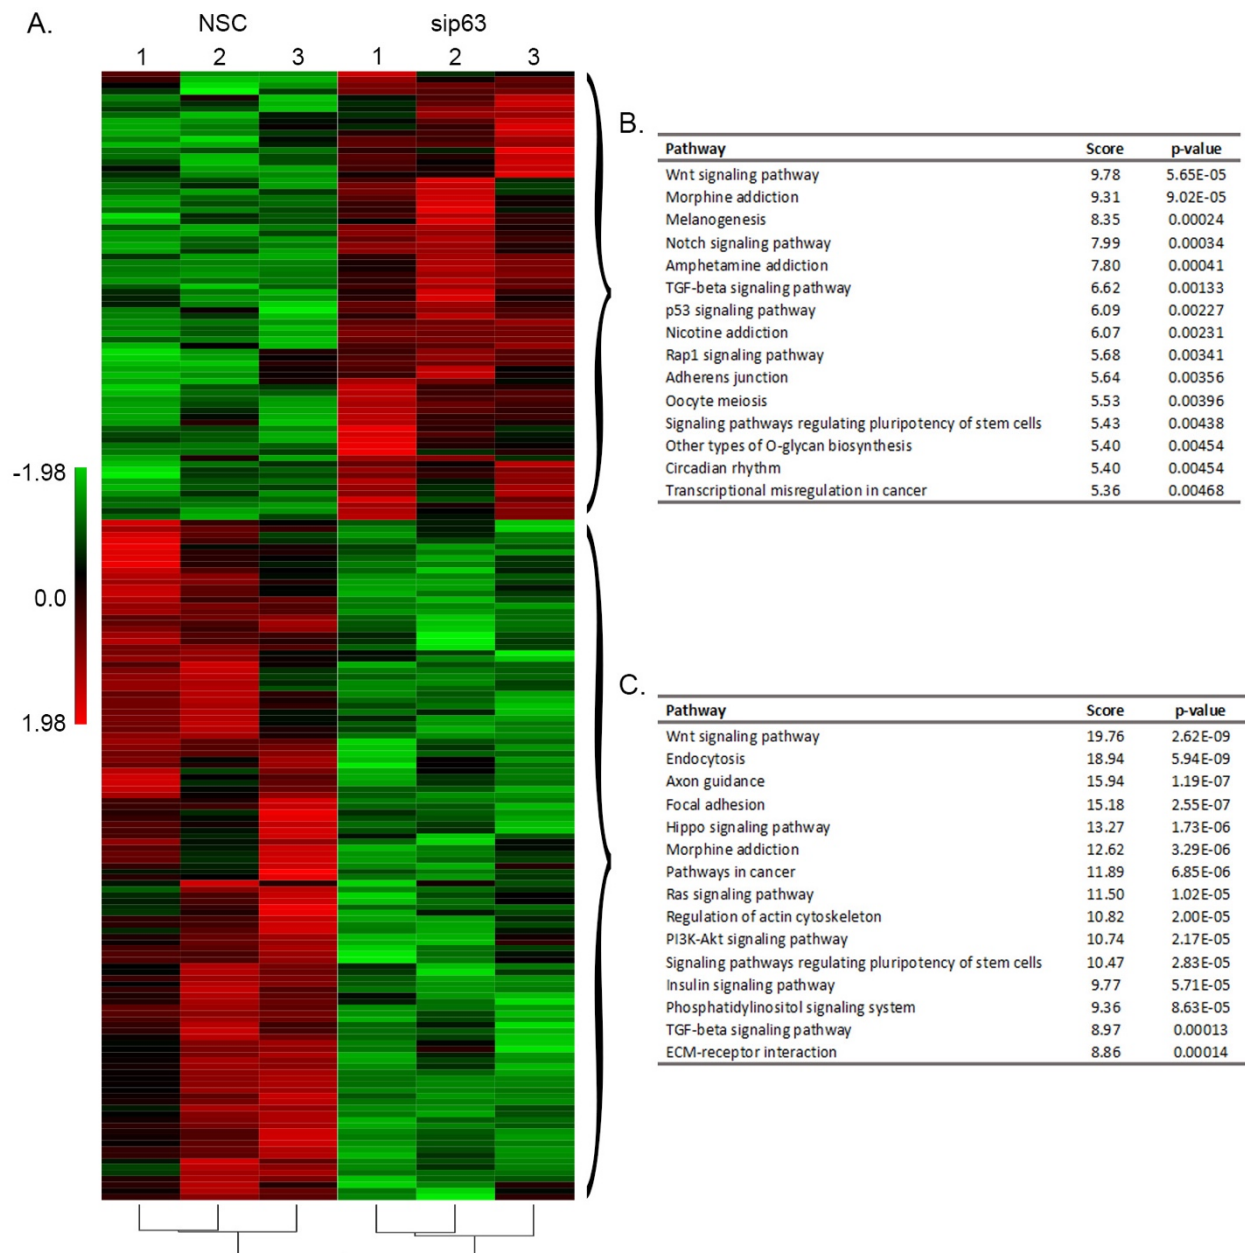 A.
NSC sip63
1 2 3 1 2 3
-1.98
0.0
1.98
B.
Pathway Score p-value
Wnt signaling pathway 9.78 5.65E-05
Morphine addiction 9.31 9.02E-05
Melanogenesis 8.35 0.00024
Notch signaling pathway 7.99 0.00034
Amphetamine addiction 7.80 0.00041
TGF-beta signaling pathway 6.62 0.00133
p53 signaling pathway 6.09 0.00227
Nicotine addiction 6.07 0.00231
Rap1 signaling pathway 5.68 0.00341
Adherens junction 5.64 0.00356
Oocyte meiosis 5.53 0.00396
Signaling pathways regulating pluripotency of stem cells 5.43 0.00438
Other types of O-glycan biosynthesis 5.40 0.00454
Circadian rhythm 5.40 0.00454
Transcriptional misregulation in cancer 5.36 0.00468
C.
Pathway Score p-value
Wnt signaling pathway 19.76 2.62E-09
Endocytosis 18.94 5.94E-09
Axon guidance 15.94 1.19E-07
Focal adhesion 15.18 2.55E-07
Hippo signaling pathway 13.27 1.73E-06
Morphine addiction 12.62 3.29E-06
Pathways in cancer 11.89 6.85E-06
Ras signaling pathway 11.50 1.02E-05
Regulation of actin cytoskeleton 10.82 2.00E-05
PI3K-Akt signaling pathway 10.74 2.17E-05
Signaling pathways regulating pluripotency of stem cells 10.47 2.83E-05
Insulin signaling pathway 9.77 5.71E-05
Phosphatidylinositol signaling system 9.36 8.63E-05
TGF-beta signaling pathway 8.97 0.00013
ECM-receptor interaction 8.86 0.00014